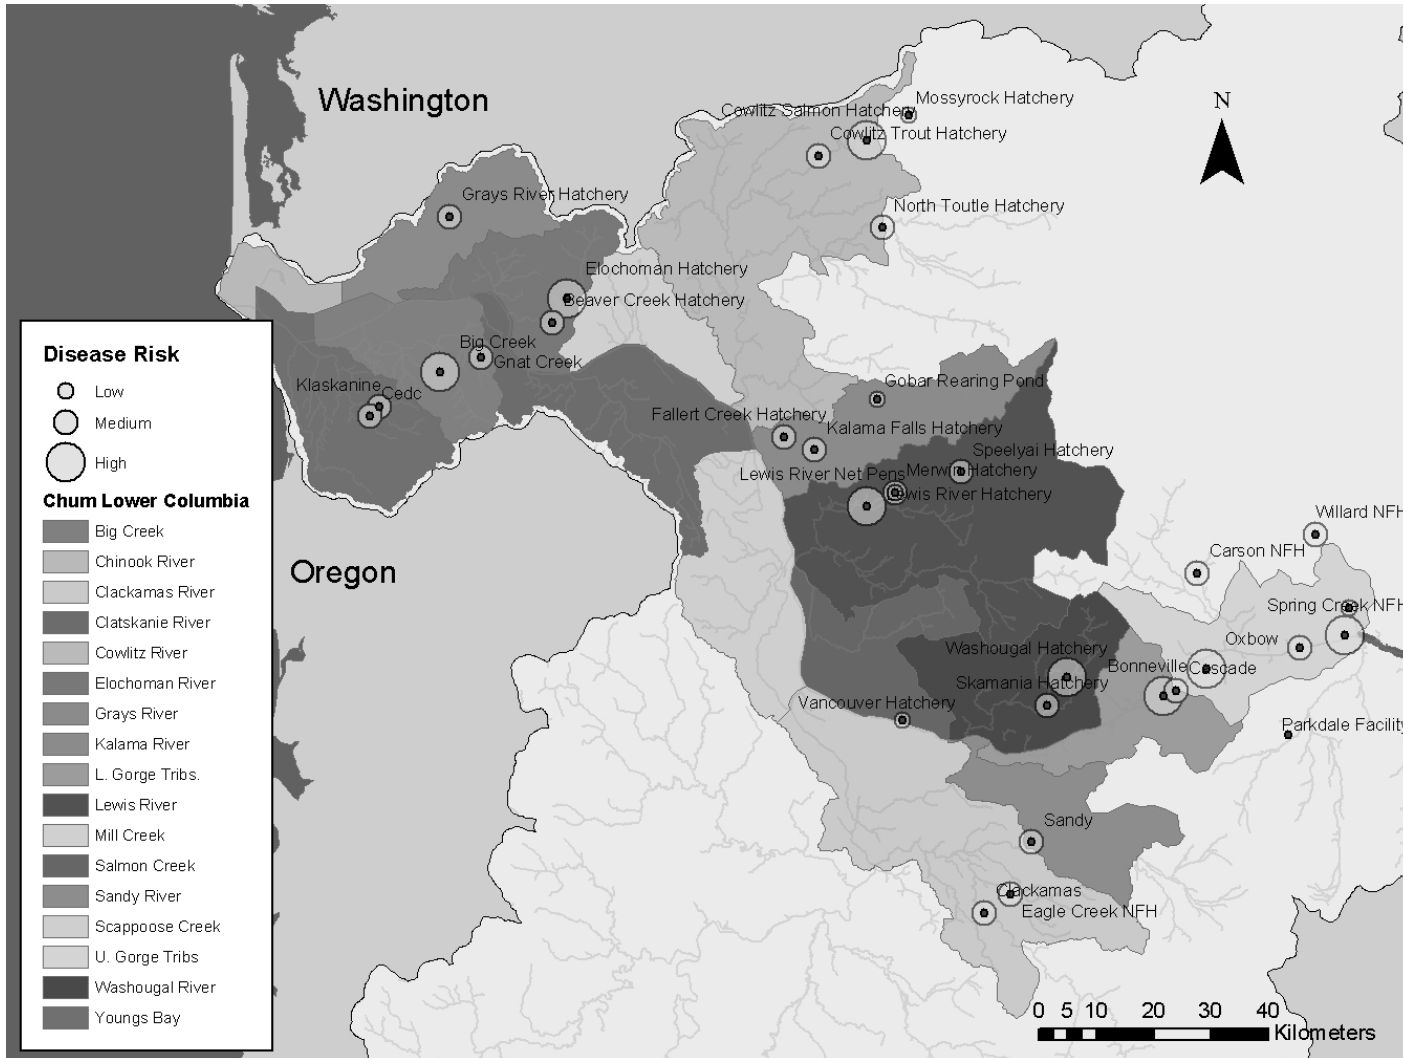 Washington
Mossyrock Hatchery
Cowlitz Salmon Hatchery
Cowlitz Trout Hatchery
N
Grays River Hatchery
North Toutle Hatchery
Elochoman Hatchery
Beaver Creek Hatchery
Big Creek
Gnat Creek
Klaskanine
Cedc
Gobar Rearing Pond
Fallert Creek Hatchery
Kalama Falls Hatchery
Speelyai Hatchery
Lewis River Net Pens
Merwin Hatchery
Lewis River Hatchery
Willard NFH
Carson NFH
Oregon
Spring Creek NFH
Oxbow
Washougal Hatchery
Bonneville
Cascade
Skamania Hatchery
Vancouver Hatchery
Parkdale Facility
Sandy
Clackamas
Eagle Creek NFH
Disease Risk
Low
Medium
High
Chum Lower Columbia
Big Creek
Chinook River
Clackamas River
Clatskanie River
Cowlitz River
Elochoman River
Grays River
Kalama River
L. Gorge Tribs.
Lewis River
Mill Creek
Salmon Creek
Sandy River
Scappoose Creek
U. Gorge Tribs
Washougal River
Youngs Bay
0 5 10 20 30 40
Kilometers